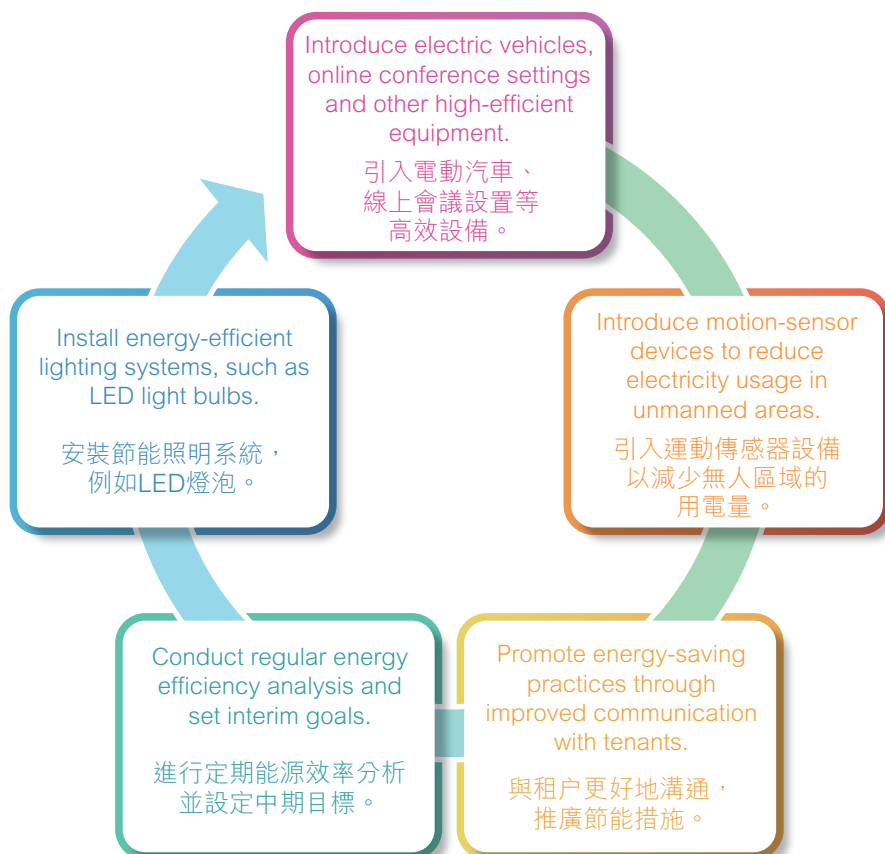 Introduce electric vehicles,
online conference settings
and other high-efficient
equipment.
引入電動汽車、
線上會議設置等
高效設備。
Introduce motion-sensor
devices to reduce
electricity usage in
unmanned areas.
引入運動傳感器設備
以減少無人區域的
用電量。
Promote energy-saving
practices through
improved communication
with tenants.
與租户更好地溝通，
推廣節能措施。
Conduct regular energy
efficiency analysis and
set interim goals.
進行定期能源效率分析
並設定中期目標。
Install energy-efficient
lighting systems, such as
LED light bulbs.
安裝節能照明系統，
例如LED燈泡。